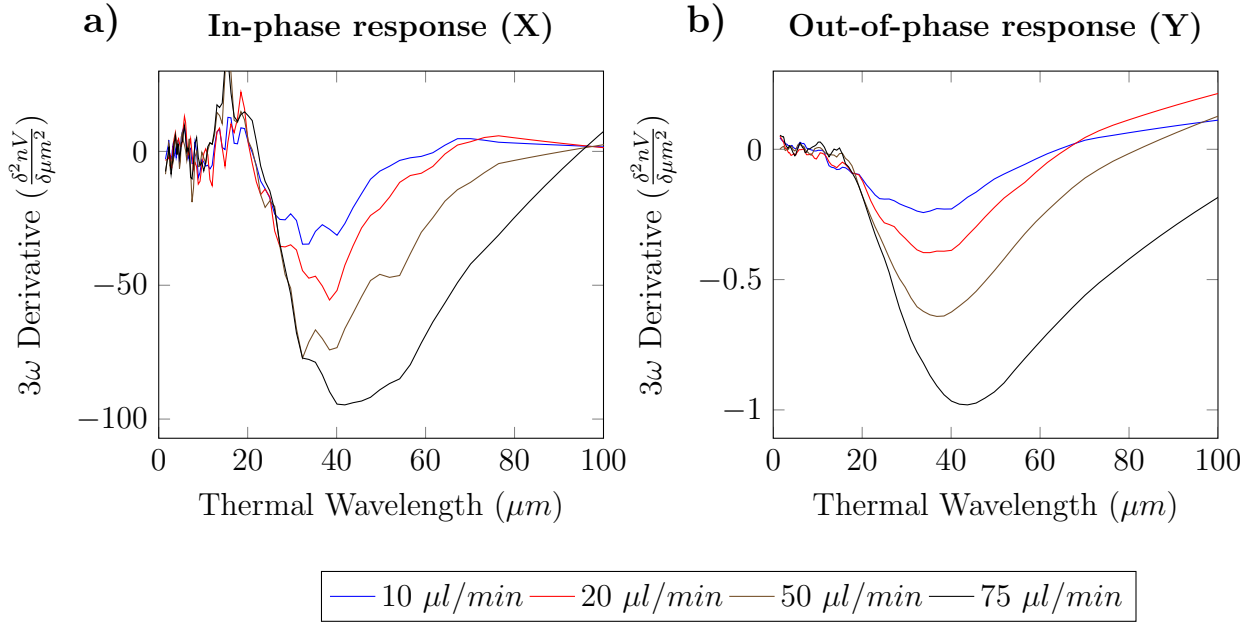 a) In-phase response (X)
0
−50
−100
0 20 40 60 80 100
Thermal Wavelength (μm)
3ω Derivative (δ²nV/δμm²)
b) Out-of-phase response (Y)
0
−0.5
−1
0 20 40 60 80 100
Thermal Wavelength (μm)
3ω Derivative (δ²nV/δμm²)
10 μl/min 20 μl/min 50 μl/min 75 μl/min